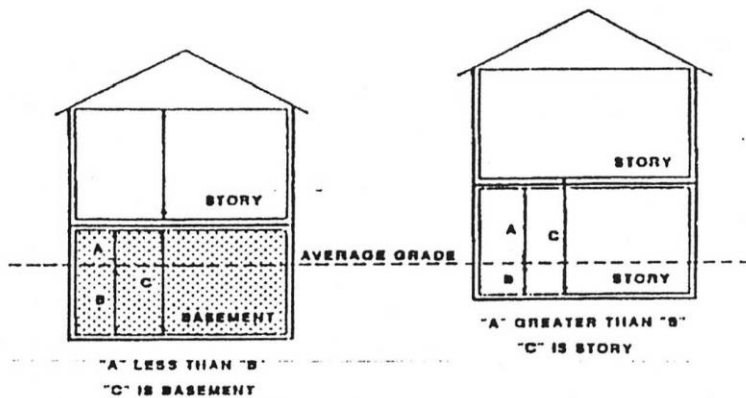 STORY
A
C
B
BASEMENT
"A" LESS THAN "B"
"C" IS BASEMENT
AVERAGE GRADE
STORY
A
C
B
STORY
"A" GREATER THAN "B"
"C" IS STORY